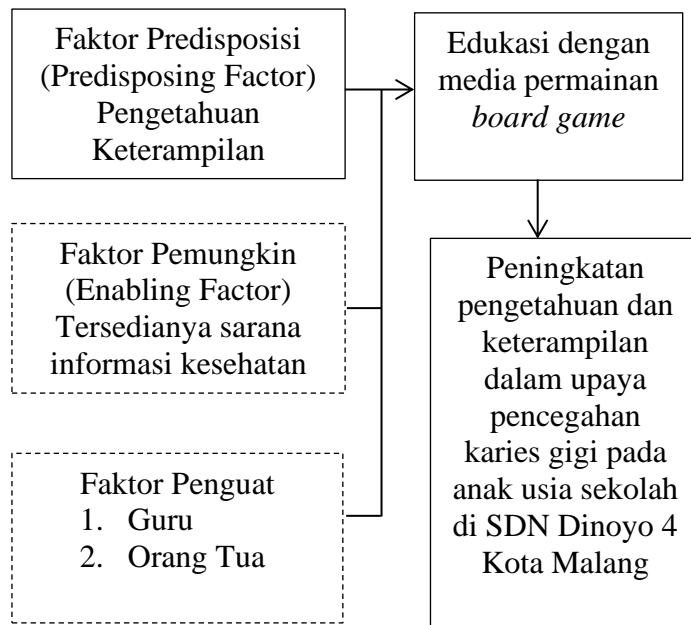 Faktor Predisposisi
(Predisposing Factor)
Pengetahuan
Keterampilan
Edukasi dengan
media permainan
board game
Faktor Pemungkin
(Enabling Factor)
Tersedianya sarana
informasi kesehatan
Peningkatan
pengetahuan dan
keterampilan
dalam upaya
pencegahan
karies gigi pada
anak usia sekolah
di SDN Dinoyo 4
Kota Malang
Faktor Penguat
1. Guru
2. Orang Tua